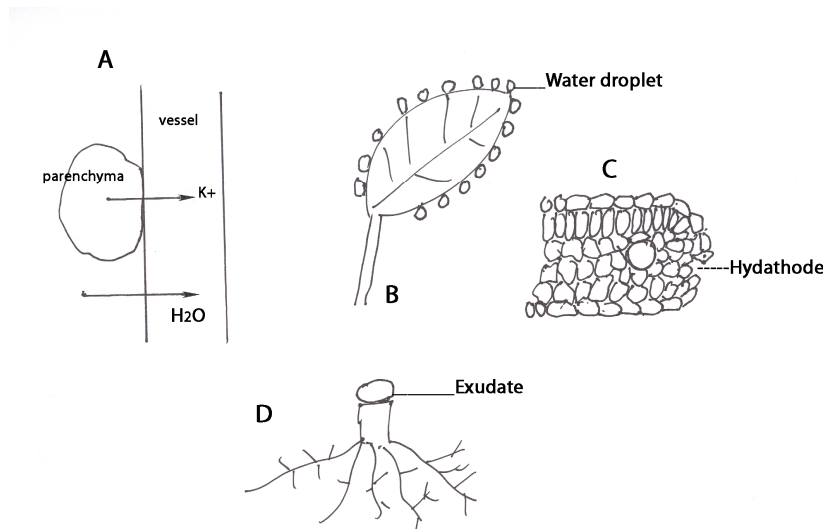 A
vessel
parenchyma
K+
H2O
Water droplet
B
C
Hydathode
D
Exudate